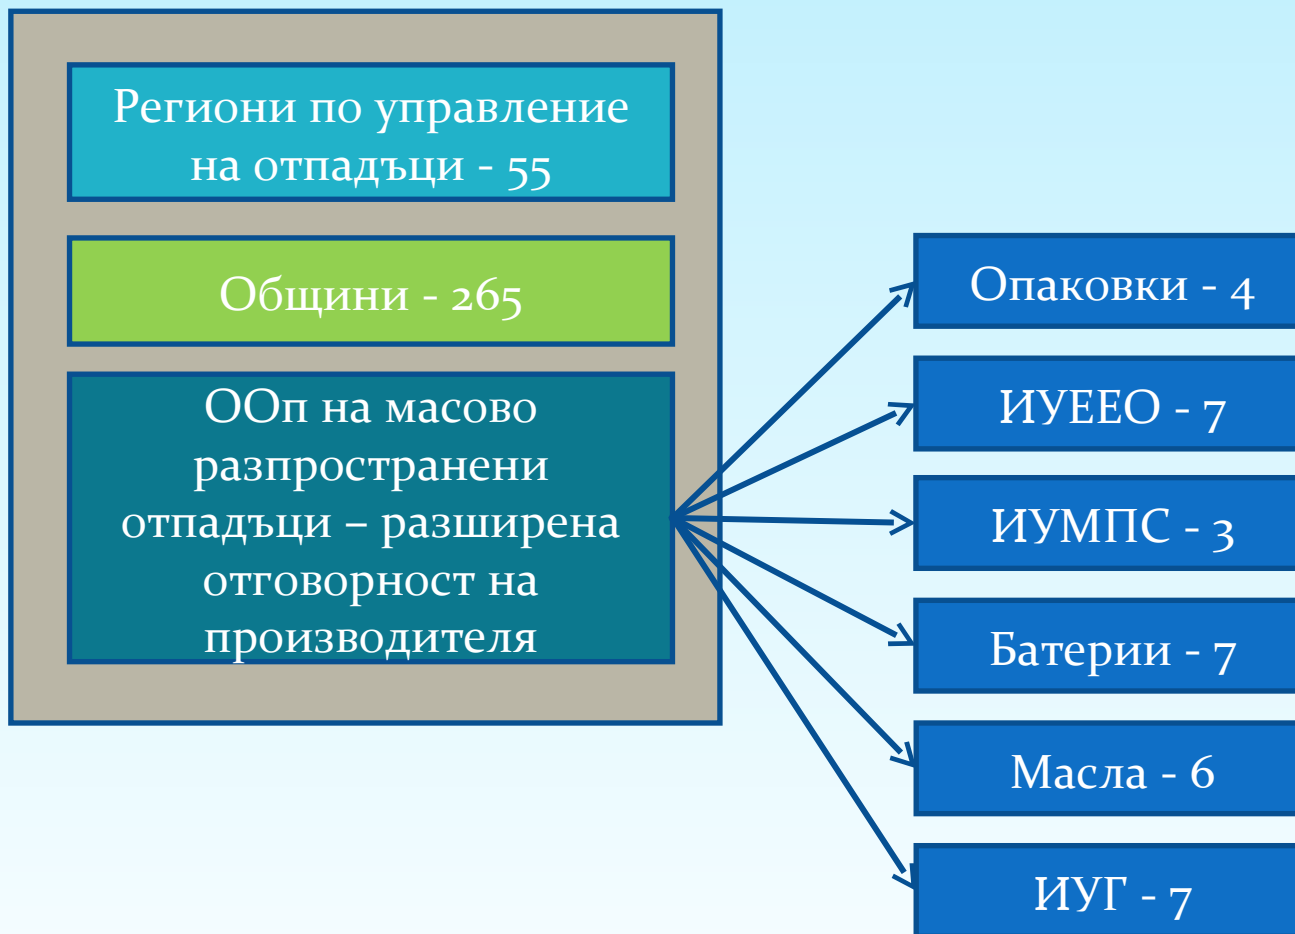 Региони по управление
на отпадъци - 55
Общини - 265
ООп на масово
разпространени
отпадъци – разширена
отговорност на
производителя
Опаковки - 4
ИУЕЕО - 7
ИУМПС - 3
Батерии - 7
Масла - 6
ИУГ - 7